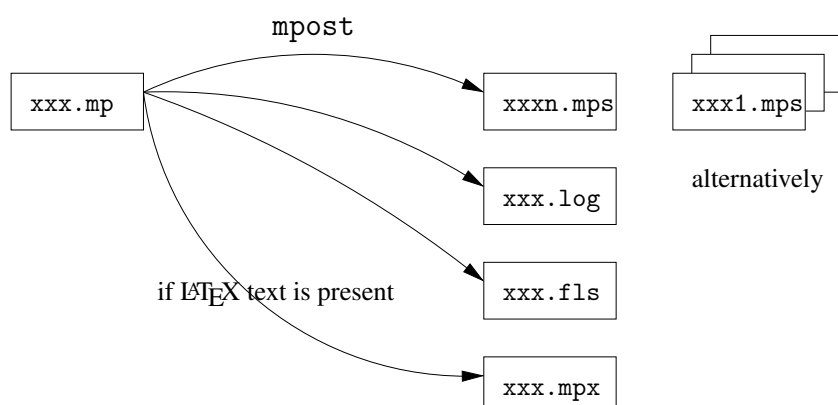 mpost
xxx.mp
xxxn.mps
xxx1.mps
alternatively
xxx.log
if LATEX text is present
xxx.fls
xxx.mpx